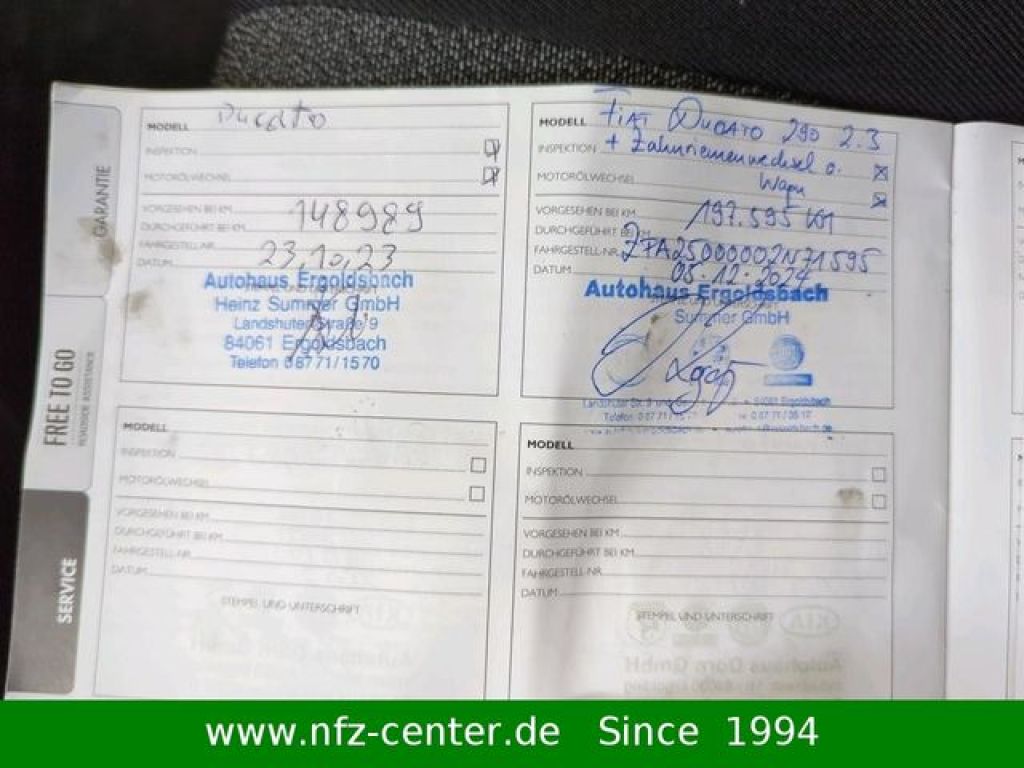 GARANTIE
FREE TO GO
ROADSIDE ASSISTANCE
SERVICE
MODELL Ducato
INSPEKTION
MOTORÖLWECHSEL
VORGESEHEN BEI KM
DURCHGEFÜHRT BEI KM 148989
FAHRGESTELL-NR.
DATUM 23.10.23
Autohaus Ergoldsbach
Heinz Summer GmbH
Landshuter Straße 9
84061 Ergoldsbach
Telefon 08771/1570
MODELL FIAT DUCATO 290 2.3
INSPEKTION + Zahnriemenwechsel o.
Wapu
MOTORÖLWECHSEL
VORGESEHEN BEI KM
DURCHGEFÜHRT BEI 197.595 KM
FAHRGESTELL-NR. ZFA25000002N71595
DATUM 05.12.2024
Autohaus Ergoldsbach
Summer GmbH
84061 Ergoldsbach
MODELL
INSPEKTION
MOTORÖLWECHSEL
VORGESEHEN BEI KM
DURCHGEFÜHRT BEI KM
FAHRGESTELL-NR.
DATUM
STEMPEL UND UNTERSCHRIFT
MODELL
INSPEKTION
MOTORÖLWECHSEL
VORGESEHEN BEI KM
DURCHGEFÜHRT BEI KM
FAHRGESTELL-NR.
DATUM
STEMPEL UND UNTERSCHRIFT
www.nfz-center.de Since 1994